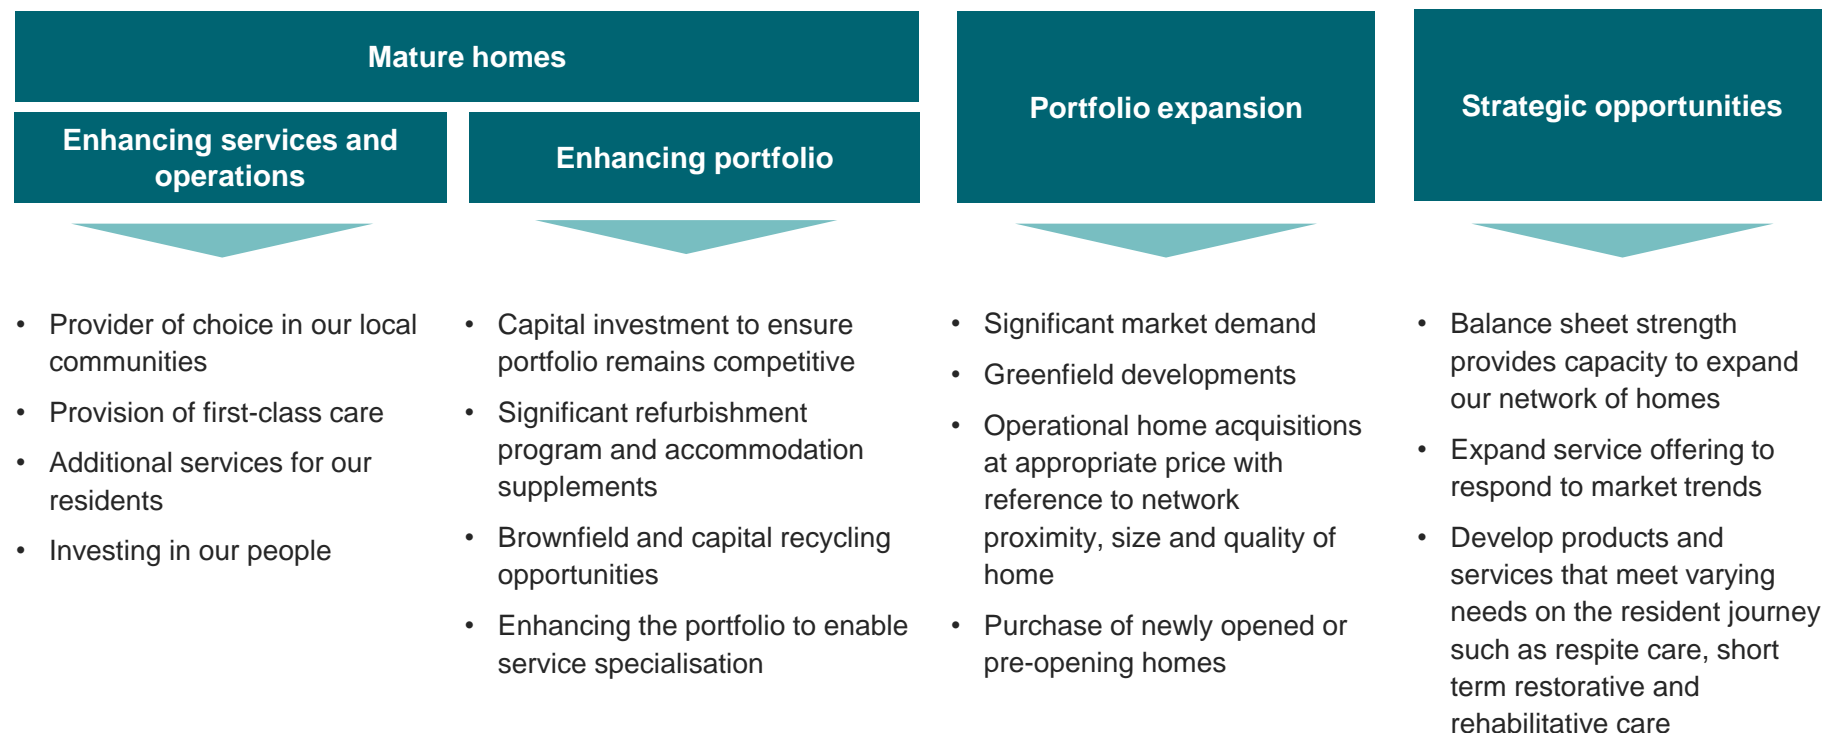 Mature homes
Enhancing services and
operations
Enhancing portfolio
Portfolio expansion
Strategic opportunities
• Provider of choice in our local
communities
• Provision of first-class care
• Additional services for our
residents
• Investing in our people
• Capital investment to ensure
portfolio remains competitive
• Significant refurbishment
program and accommodation
supplements
• Brownfield and capital recycling
opportunities
• Enhancing the portfolio to enable
service specialisation
• Significant market demand
• Greenfield developments
• Operational home acquisitions
at appropriate price with
reference to network
proximity, size and quality of
home
• Purchase of newly opened or
pre-opening homes
• Balance sheet strength
provides capacity to expand
our network of homes
• Expand service offering to
respond to market trends
• Develop products and
services that meet varying
needs on the resident journey
such as respite care, short
term restorative and
rehabilitative care